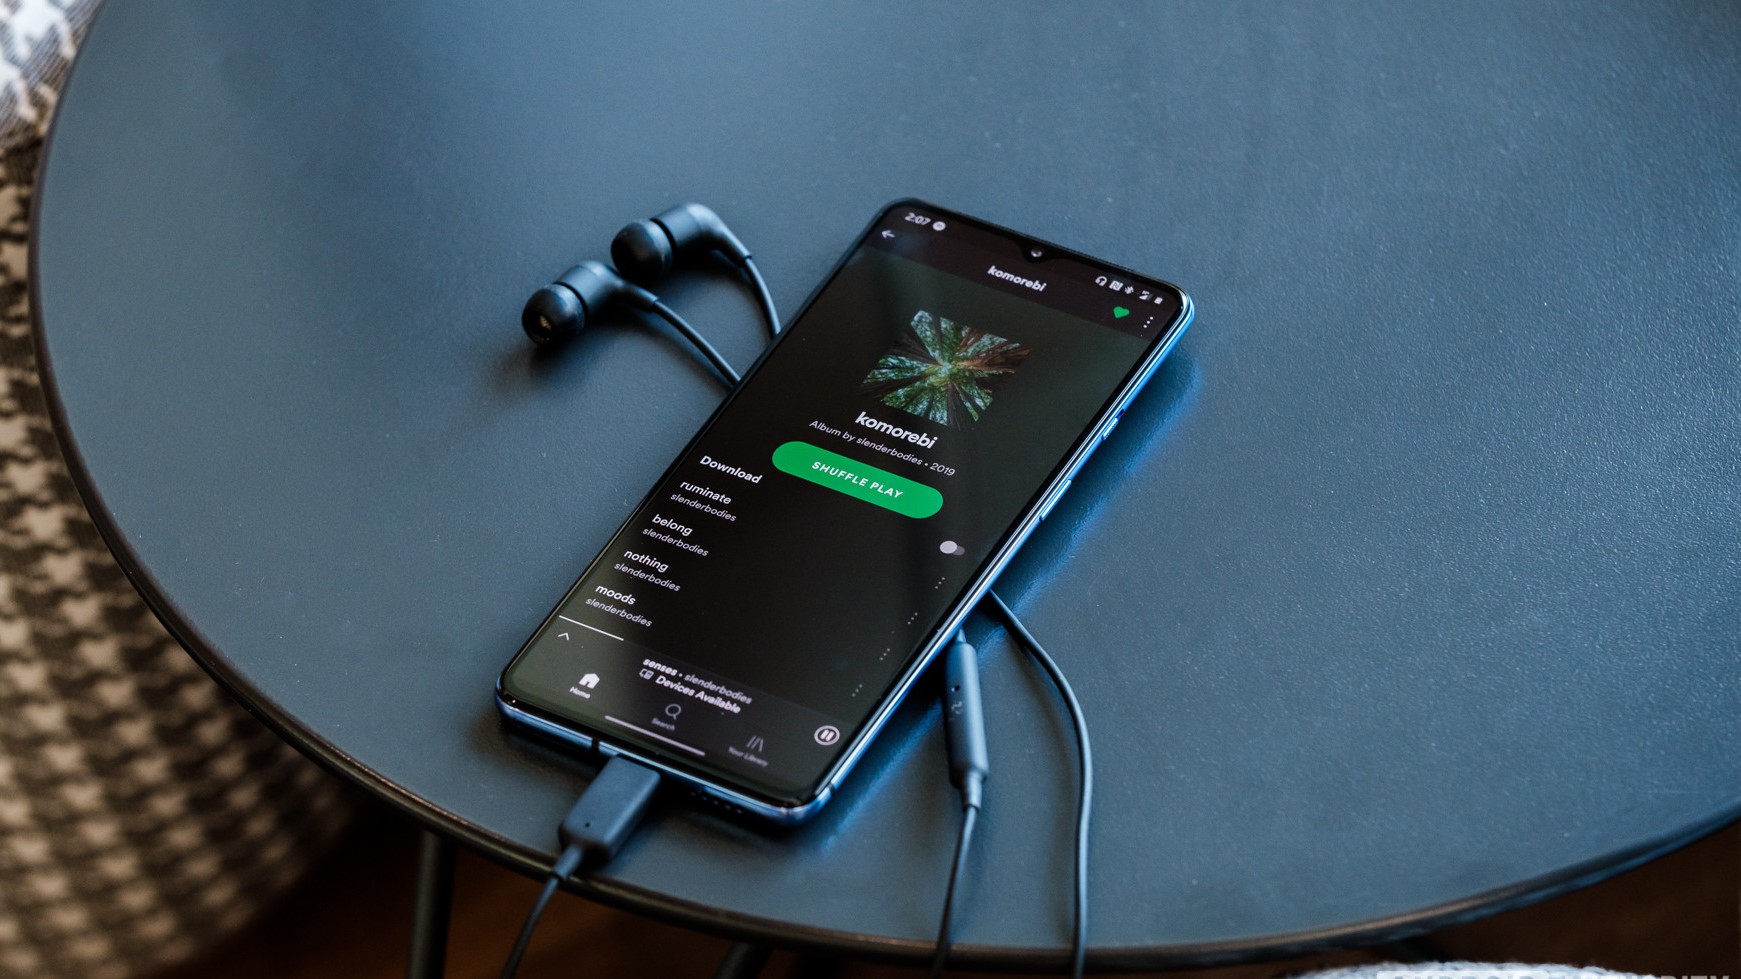 2:07
komorebi
komorebi
Album by slenderbodies • 2019
SHUFFLE PLAY
Download
ruminate
slenderbodies
belong
slenderbodies
nothing
slenderbodies
moods
slenderbodies
senses • slenderbodies
Devices Available
Home
Search
Your Library